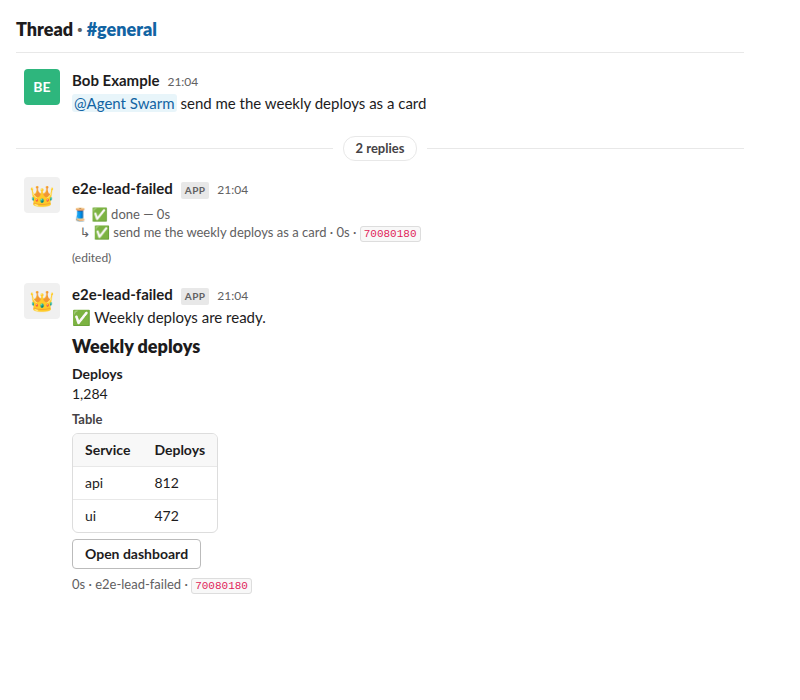 Thread • #general
BE
Bob Example 21:04
@Agent Swarm send me the weekly deploys as a card
2 replies
e2e-lead-failed APP 21:04
🧵 ✅ done — 0s
↳ ✅ send me the weekly deploys as a card · 0s · 70080180
(edited)
e2e-lead-failed APP 21:04
✅ Weekly deploys are ready.
Weekly deploys
Deploys
1,284
Table
Service Deploys
api 812
ui 472
Open dashboard
0s · e2e-lead-failed · 70080180